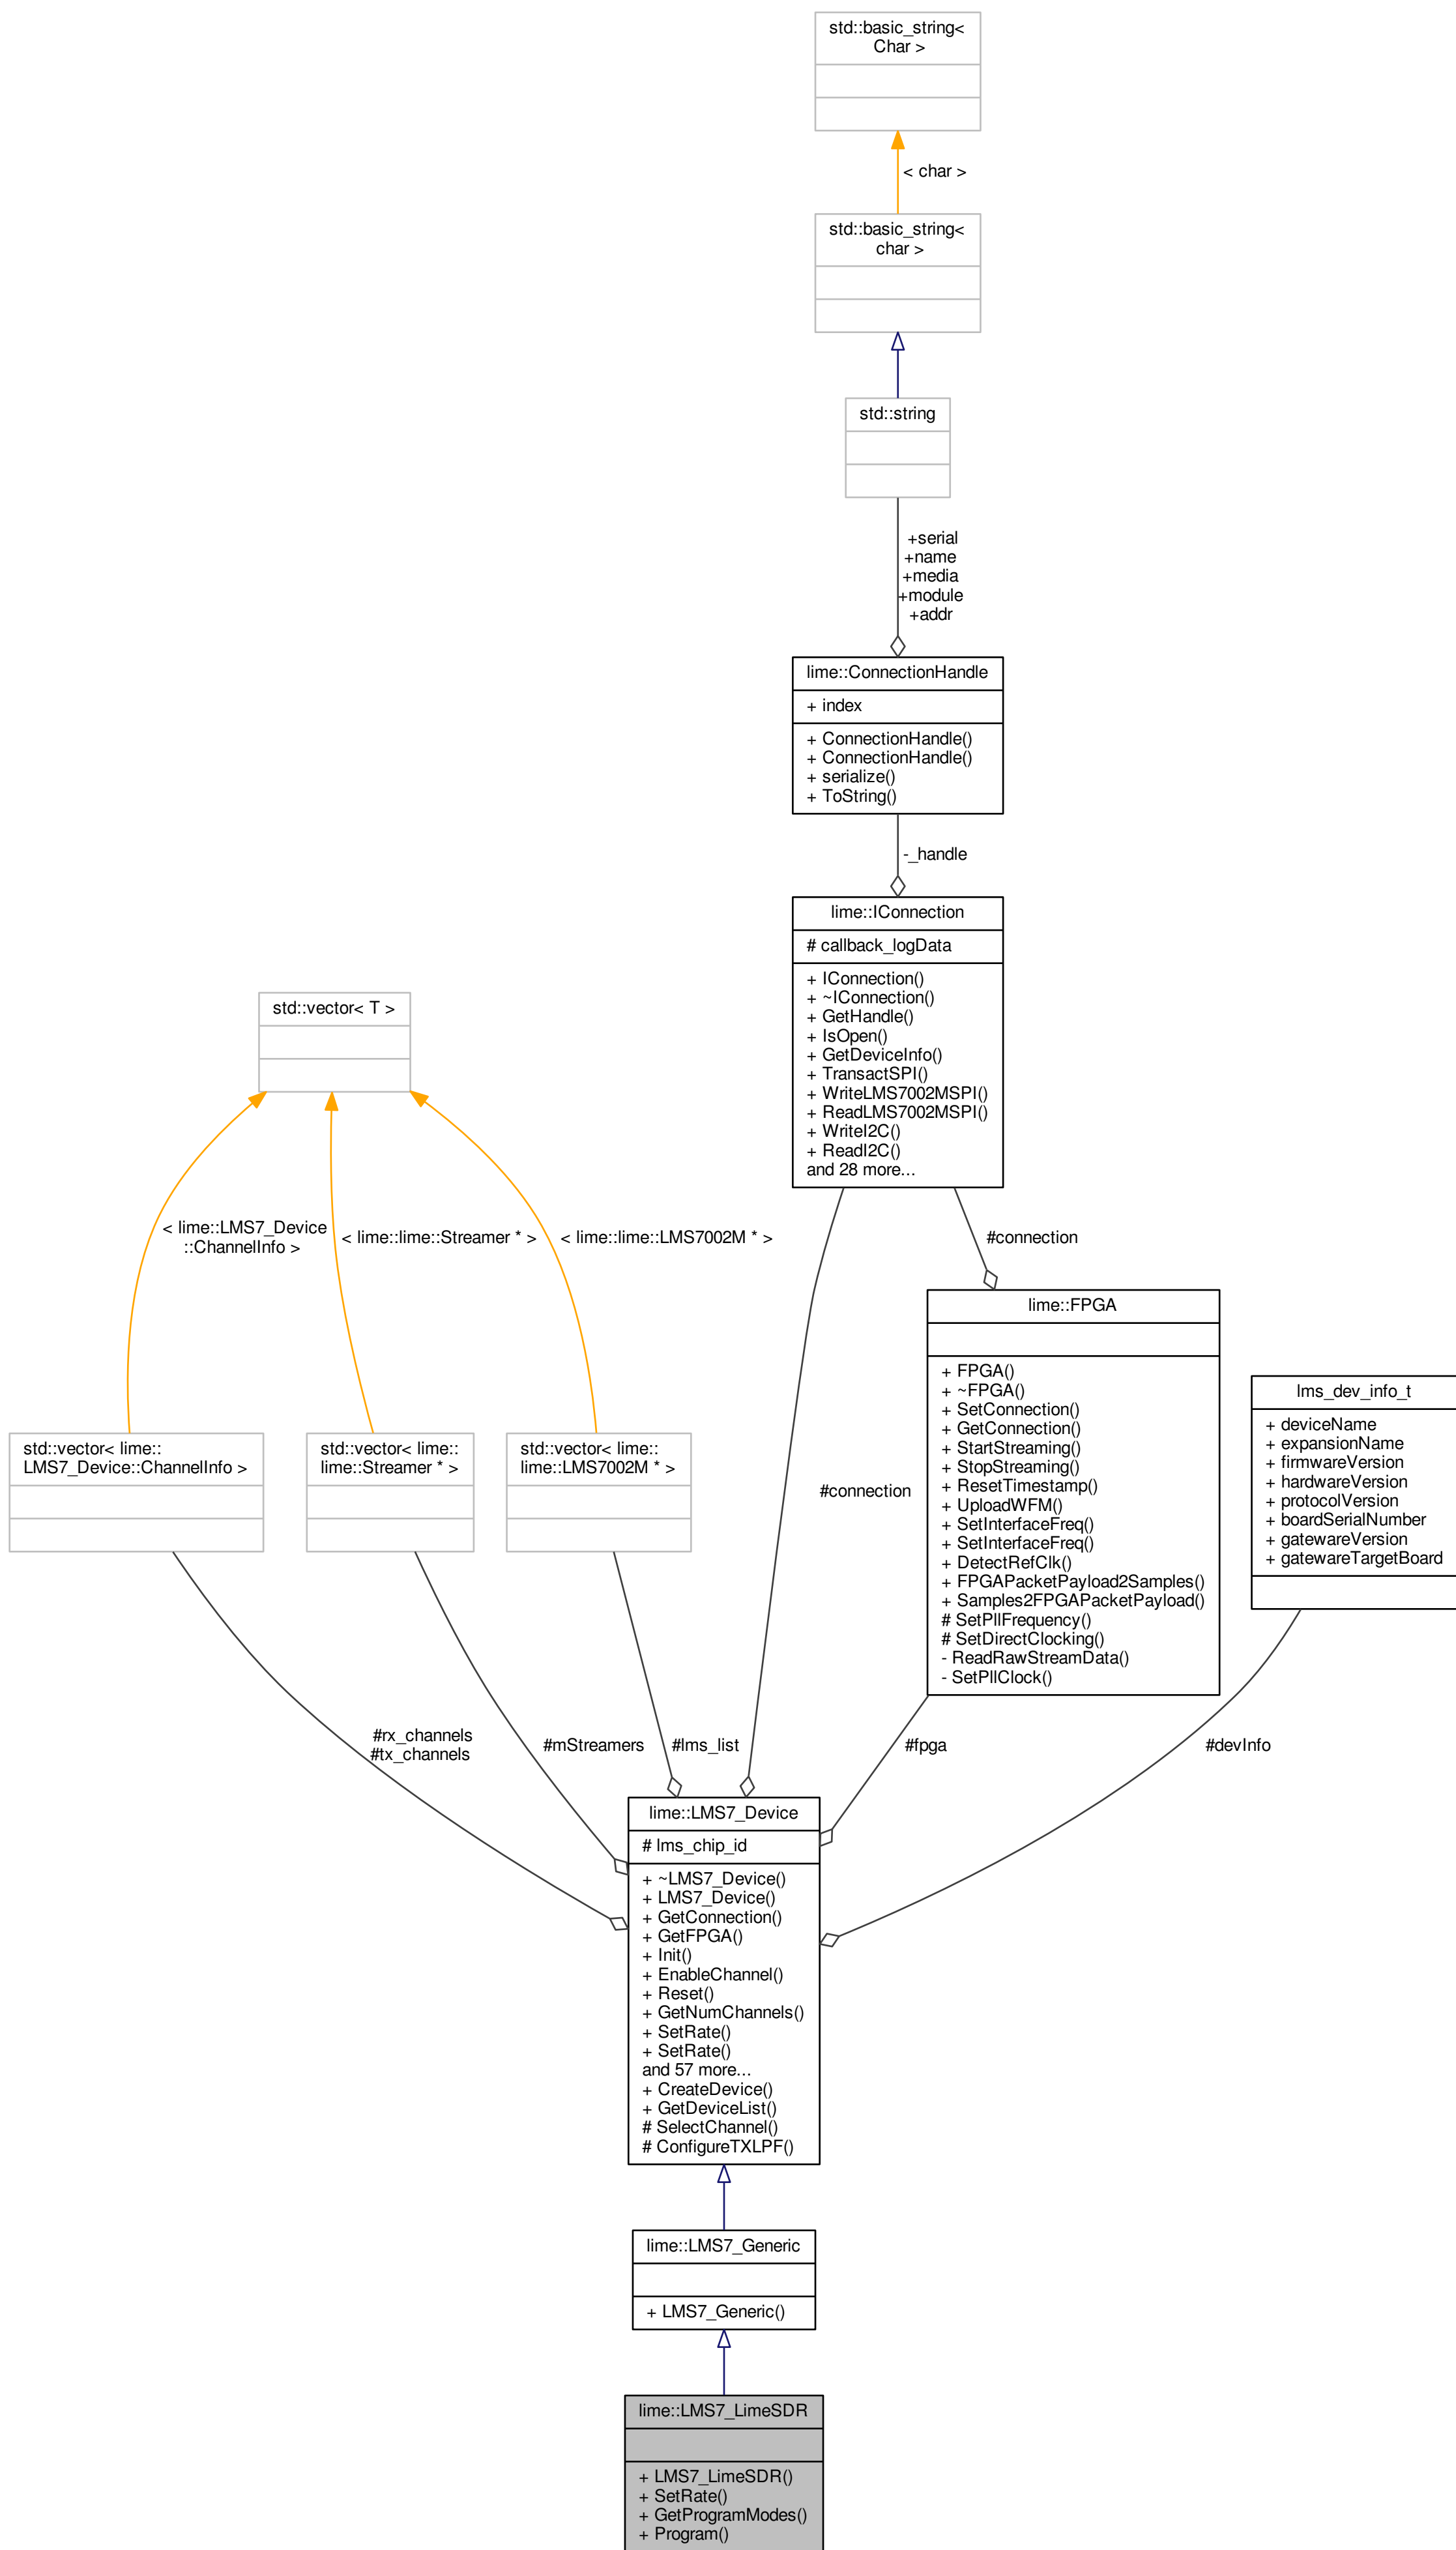 std::basic_string<
Char >
< char >
std::basic_string<
char >
std::string
+serial
+name
+media
+module
+addr
lime::ConnectionHandle
+ index
+ ConnectionHandle()
+ ConnectionHandle()
+ serialize()
+ ToString()
-_handle
lime::IConnection
# callback_logData
+ IConnection()
+ ~IConnection()
+ GetHandle()
+ IsOpen()
+ GetDeviceInfo()
+ TransactSPI()
+ WriteLMS7002MSPI()
+ ReadLMS7002MSPI()
+ WriteI2C()
+ ReadI2C()
and 28 more...
std::vector< T >
< lime::LMS7_Device
::ChannelInfo >
< lime::lime::Streamer * >
< lime::lime::LMS7002M * >
#connection
lime::FPGA
+ FPGA()
+ ~FPGA()
+ SetConnection()
+ GetConnection()
+ StartStreaming()
+ StopStreaming()
+ ResetTimestamp()
+ UploadWFM()
+ SetInterfaceFreq()
+ SetInterfaceFreq()
+ DetectRefClk()
+ FPGAPacketPayload2Samples()
+ Samples2FPGAPacketPayload()
# SetPllFrequency()
# SetDirectClocking()
- ReadRawStreamData()
- SetPllClock()
lms_dev_info_t
+ deviceName
+ expansionName
+ firmwareVersion
+ hardwareVersion
+ protocolVersion
+ boardSerialNumber
+ gatewareVersion
+ gatewareTargetBoard
std::vector< lime::
LMS7_Device::ChannelInfo >
std::vector< lime::
lime::Streamer * >
std::vector< lime::
lime::LMS7002M * >
#connection
#rx_channels
#tx_channels
#mStreamers
#lms_list
#fpga
#devInfo
lime::LMS7_Device
# lms_chip_id
+ ~LMS7_Device()
+ LMS7_Device()
+ GetConnection()
+ GetFPGA()
+ Init()
+ EnableChannel()
+ Reset()
+ GetNumChannels()
+ SetRate()
+ SetRate()
and 57 more...
+ CreateDevice()
+ GetDeviceList()
# SelectChannel()
# ConfigureTXLPF()
lime::LMS7_Generic
+ LMS7_Generic()
lime::LMS7_LimeSDR
+ LMS7_LimeSDR()
+ SetRate()
+ GetProgramModes()
+ Program()